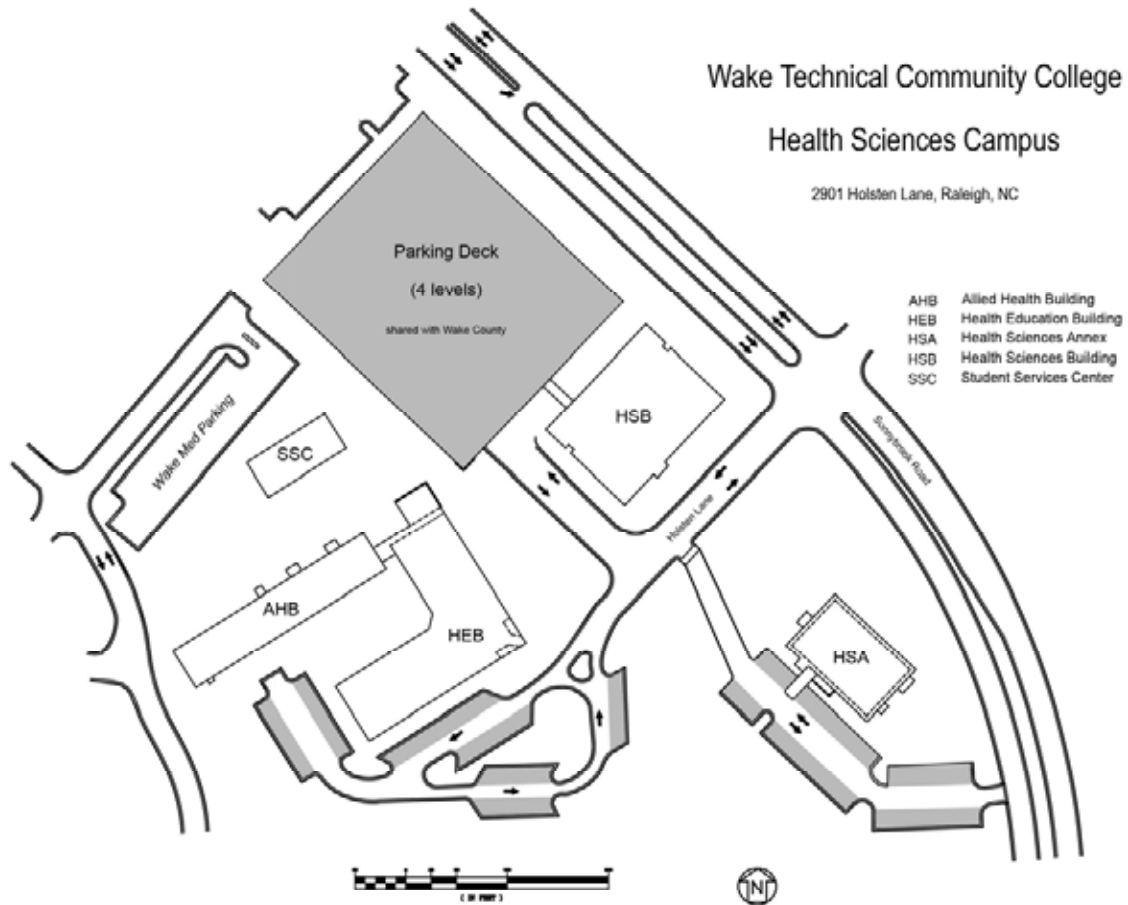 Wake Technical Community College
Health Sciences Campus
2901 Holsten Lane, Raleigh, NC
Parking Deck
(4 levels)
shared with Wake County
AHB Allied Health Building
HEB Health Education Building
HSA Health Sciences Annex
HSB Health Sciences Building
SSC Student Services Center
HSB
Sunnybrook Road
Wake Med Parking
SSC
Holsten Lane
AHB
HEB
HSA
( IN FEET )
N